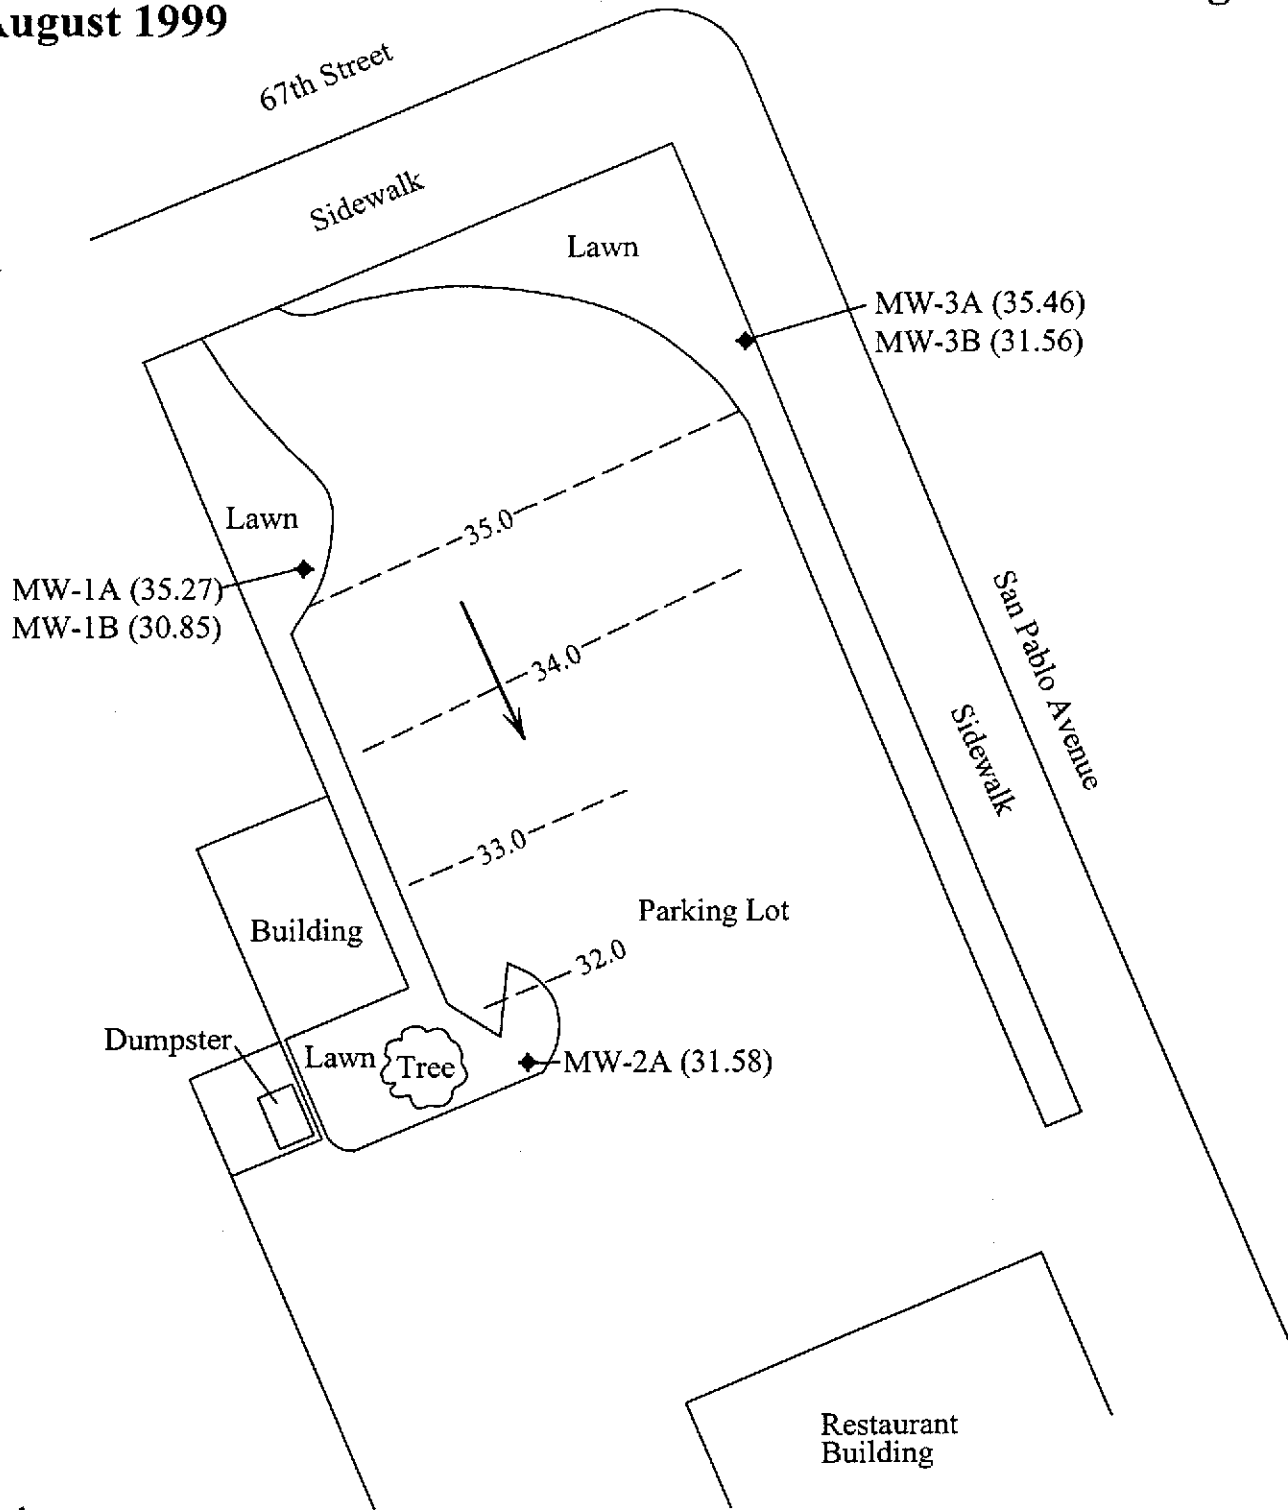 August 1999
67th Street
Sidewalk
Lawn
MW-3A (35.46)
MW-3B (31.56)
35.0
Lawn
MW-1A (35.27)
MW-1B (30.85)
34.0
San Pablo Avenue
Sidewalk
33.0
Parking Lot
Building
32.0
Dumpster
Lawn
Tree
MW-2A (31.58)
Restaurant
Building